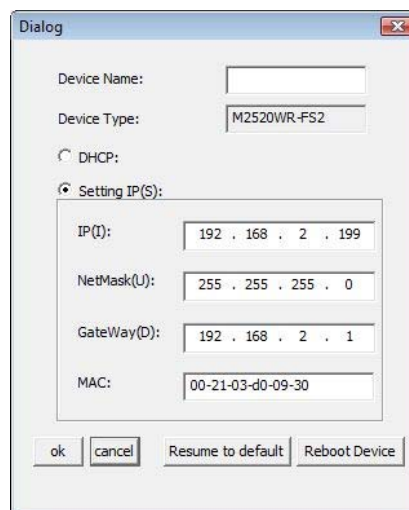 Dialog
Device Name:
Device Type: M2520WR-FS2
DHCP:
Setting IP(S):
IP(I): 192 . 168 . 2 . 199
NetMask(U): 255 . 255 . 255 . 0
GateWay(D): 192 . 168 . 2 . 1
MAC: 00-21-03-d0-09-30
ok cancel Resume to default Reboot Device